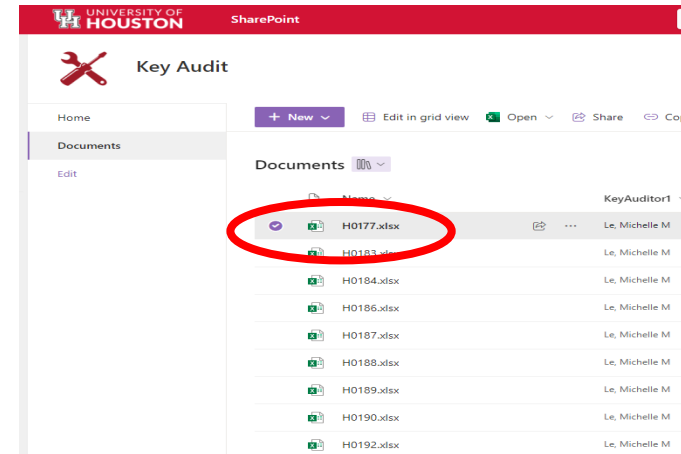 UNIVERSITY OF
HOUSTON
SharePoint
Key Audit
Home
Documents
Edit
+ New
Edit in grid view
Open
Share
Documents
Name
KeyAuditor1
H0177.xlsx
Le, Michelle M
H0183.xlsx
Le, Michelle M
H0184.xlsx
Le, Michelle M
H0186.xlsx
Le, Michelle M
H0187.xlsx
Le, Michelle M
H0188.xlsx
Le, Michelle M
H0189.xlsx
Le, Michelle M
H0190.xlsx
Le, Michelle M
H0192.xlsx
Le, Michelle M